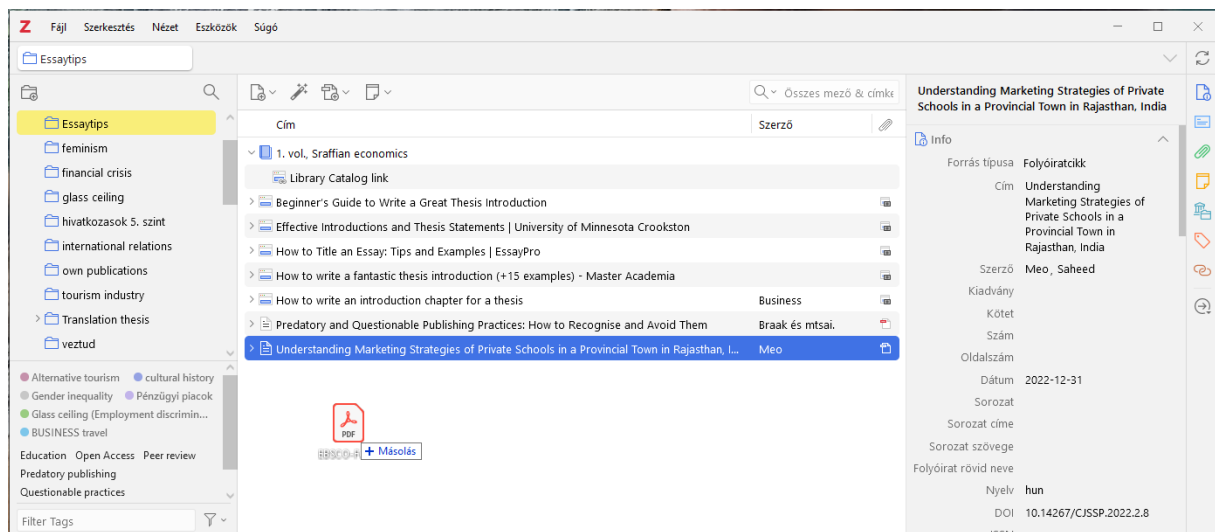 Z Fájl Szerkesztés Nézet Eszközök Súgó
Essaytips
Essaytips
feminism
financial crisis
glass ceiling
hivatkozasok 5. szint
international relations
own publications
tourism industry
Translation thesis
veztud
Alternative tourism cultural history
Gender inequality Pénzügyi piacok
Glass ceiling (Employment discrimin...
BUSINESS travel
Education Open Access Peer review
Predatory publishing
Questionable practices
Filter Tags
Összes mező & címke
Cím Szerző
1. vol., Sraffian economics
Library Catalog link
Beginner's Guide to Write a Great Thesis Introduction
Effective Introductions and Thesis Statements | University of Minnesota Crookston
How to Title an Essay: Tips and Examples | EssayPro
How to write a fantastic thesis introduction (+15 examples) - Master Academia
How to write an introduction chapter for a thesis Business
Predatory and Questionable Publishing Practices: How to Recognise and Avoid Them Braak és mtsai.
Understanding Marketing Strategies of Private Schools in a Provincial Town in Rajasthan, I... Meo
PDF
Másolás
Understanding Marketing Strategies of Private
Schools in a Provincial Town in Rajasthan, India
Info
Forrás típusa Folyóiratcikk
Cím Understanding
Marketing Strategies of
Private Schools in a
Provincial Town in
Rajasthan, India
Szerző Meo, Saheed
Kiadvány
Kötet
Szám
Oldalszám
Dátum 2022-12-31
Sorozat
Sorozat címe
Sorozat szövege
Folyóirat rövid neve
Nyelv hun
DOI 10.14267/CJSSP.2022.2.8